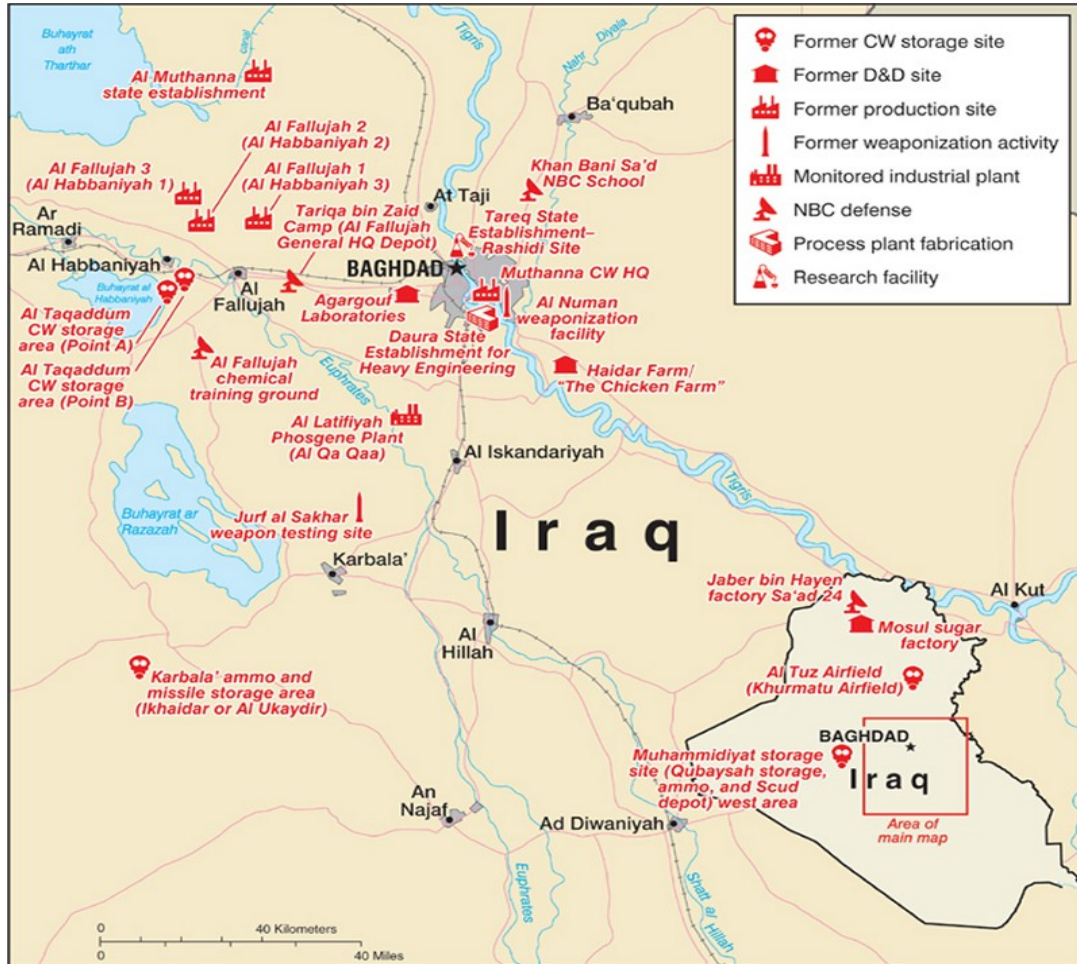 Buhayrat
ath
Tharthar
canal
Al Muthanna
state establishment
Tigris
Nahr Diyala
Ba'qubah
Al Fallujah 2
(Al Habbaniyah 2)
Al Fallujah 3
(Al Habbaniyah 1)
Al Fallujah 1
(Al Habbaniyah 3)
Khan Bani Sa'd
NBC School
At Taji
Ar
Ramadi
Tariqa bin Zaid
Camp (Al Fallujah
General HQ Depot)
Tareq State
Establishment–
Rashidi Site
Al Habbaniyah
BAGHDAD
Muthanna CW HQ
Buhayrat al
Habbaniyah
Al
Fallujah
Agargouf
Laboratories
Al Numan
weaponization
facility
Al Taqaddum
CW storage
area (Point A)
Daura State
Establishment for
Heavy Engineering
Al Taqaddum
CW storage
area (Point B)
Al Fallujah
chemical
training ground
Euphrates
Haidar Farm/
"The Chicken Farm"
Al Latifiyah
Phosgene Plant
(Al Qa Qaa)
Al Iskandariyah
Tigris
Buhayrat ar
Razazah
Jurf al Sakhar
weapon testing site
Iraq
Karbala'
Al
Hillah
Al Kut
Karbala' ammo and
missile storage area
(Ikhaidar or Al Ukaydir)
An
Najaf
Ad Diwaniyah
Euphrates
Shatt al
Hillah
0 40 Kilometers
0 40 Miles
Former CW storage site
Former D&D site
Former production site
Former weaponization activity
Monitored industrial plant
NBC defense
Process plant fabrication
Research facility
Jaber bin Hayen
factory Sa'ad 24
Mosul sugar
factory
Al Tuz Airfield
(Khurmatu Airfield)
BAGHDAD
Muhammidiyat storage
site (Qubaysah storage,
ammo, and Scud
depot) west area
Iraq
Area of
main map